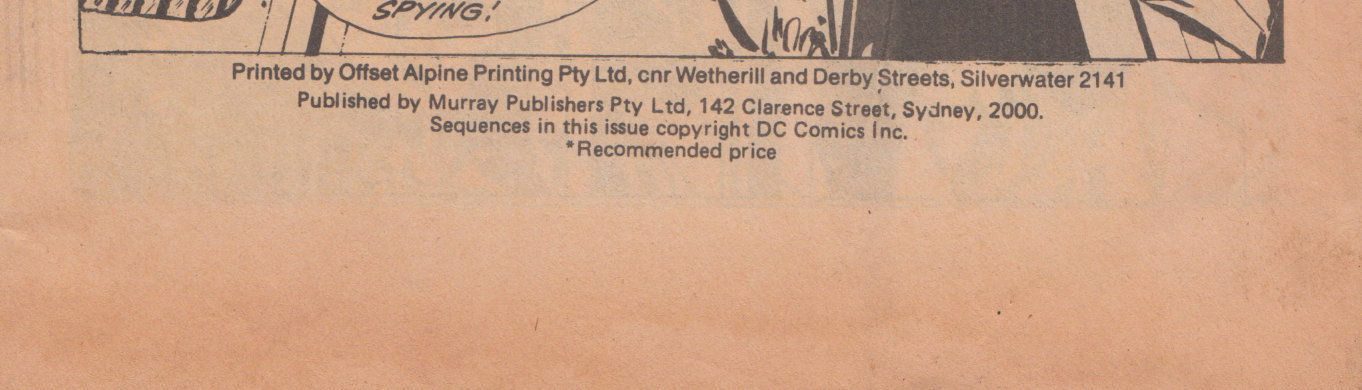 SPYING!
Printed by Offset Alpine Printing Pty Ltd, cnr Wetherill and Derby Streets, Silverwater 2141
Published by Murray Publishers Pty Ltd, 142 Clarence Street, Sydney, 2000.
Sequences in this issue copyright DC Comics Inc.
*Recommended price